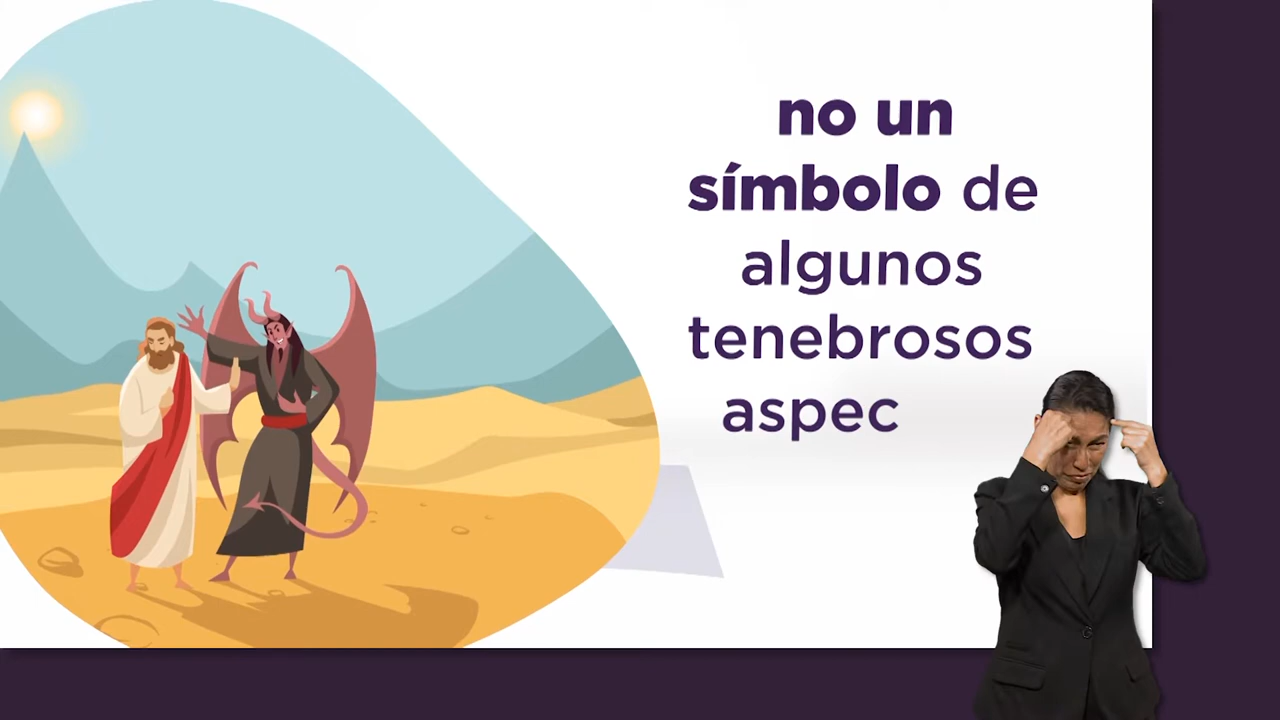 no un
símbolo de
algunos
tenebrosos
aspec